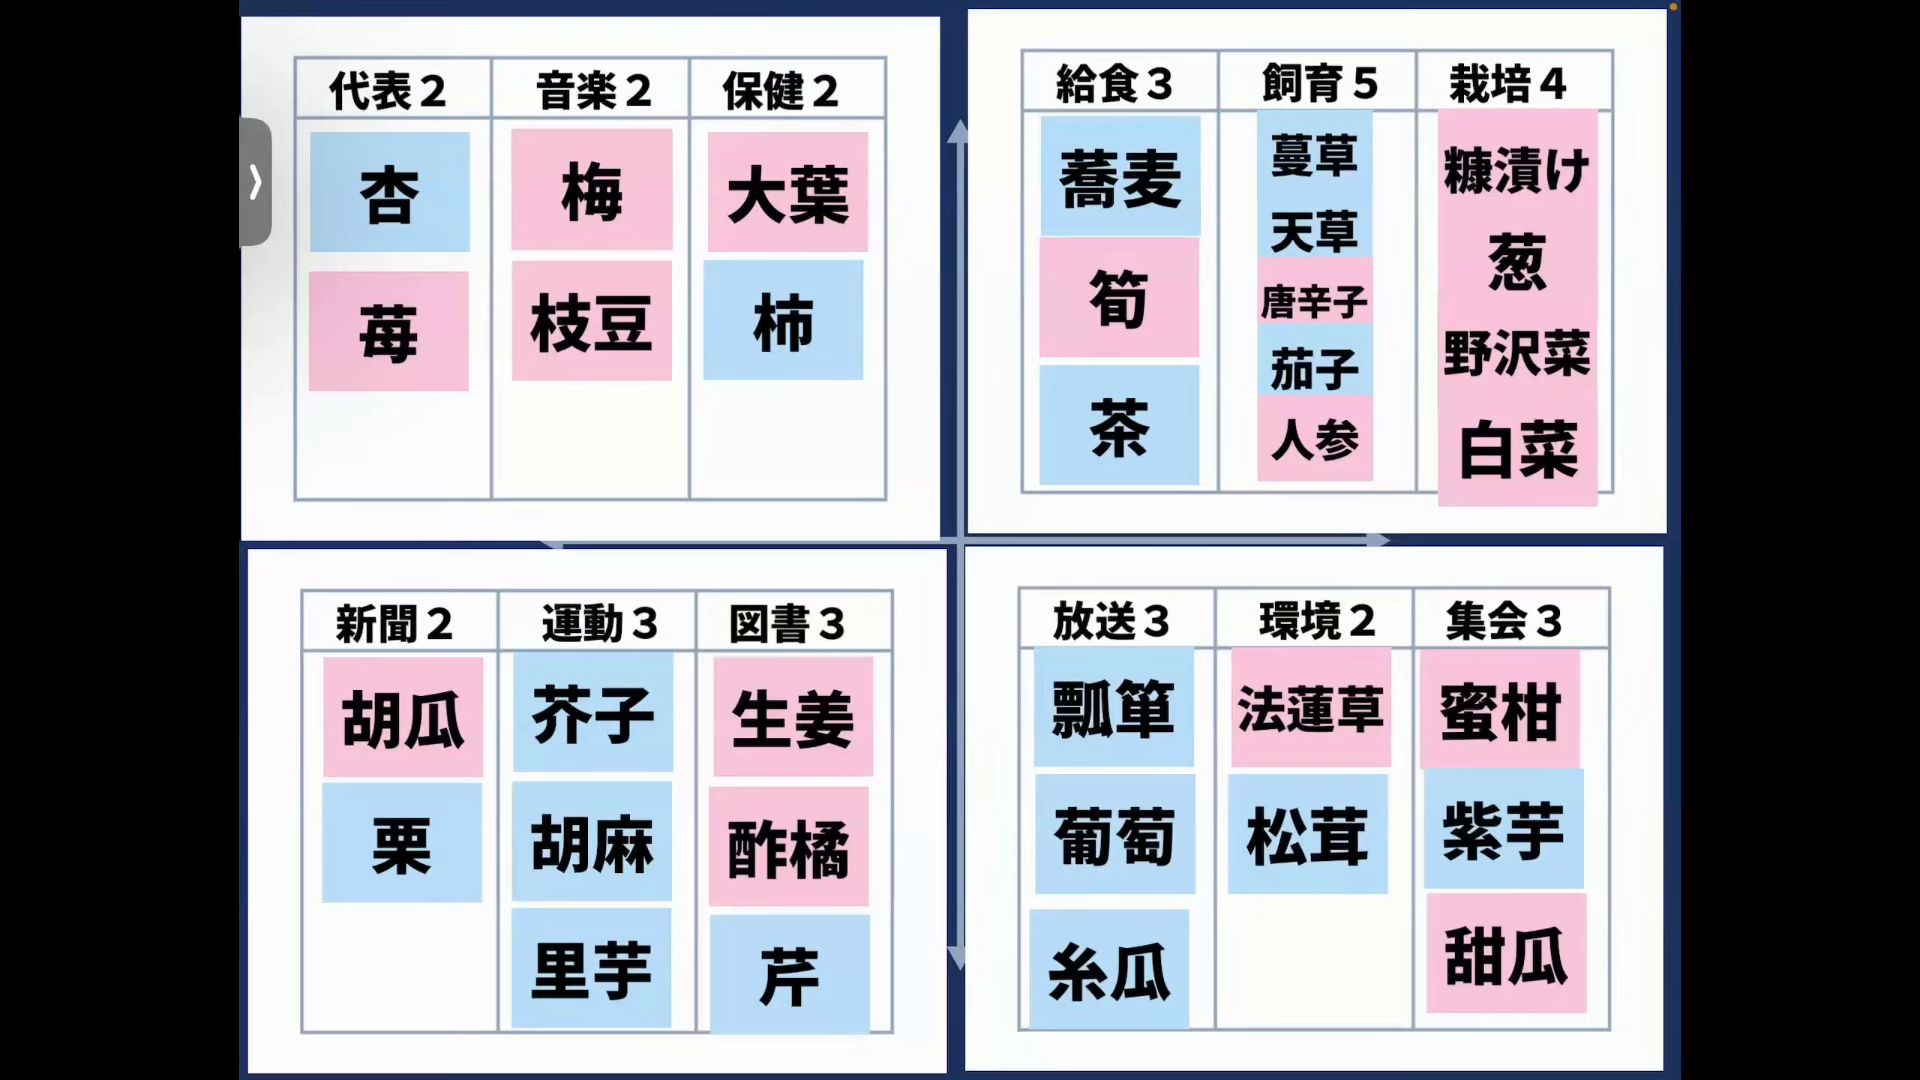 代表2 音楽2 保健2
杏 梅 大葉
苺 枝豆 柿
給食3 飼育5 栽培4
蕎麦 蔓草 糠漬け
天草
筍 唐辛子 葱
茄子 野沢菜
茶 人参 白菜
新聞2 運動3 図書3
胡瓜 芥子 生姜
栗 胡麻 酢橘
里芋 芹
放送3 環境2 集会3
瓢箪 法蓮草 蜜柑
葡萄 松茸 紫芋
糸瓜 甜瓜